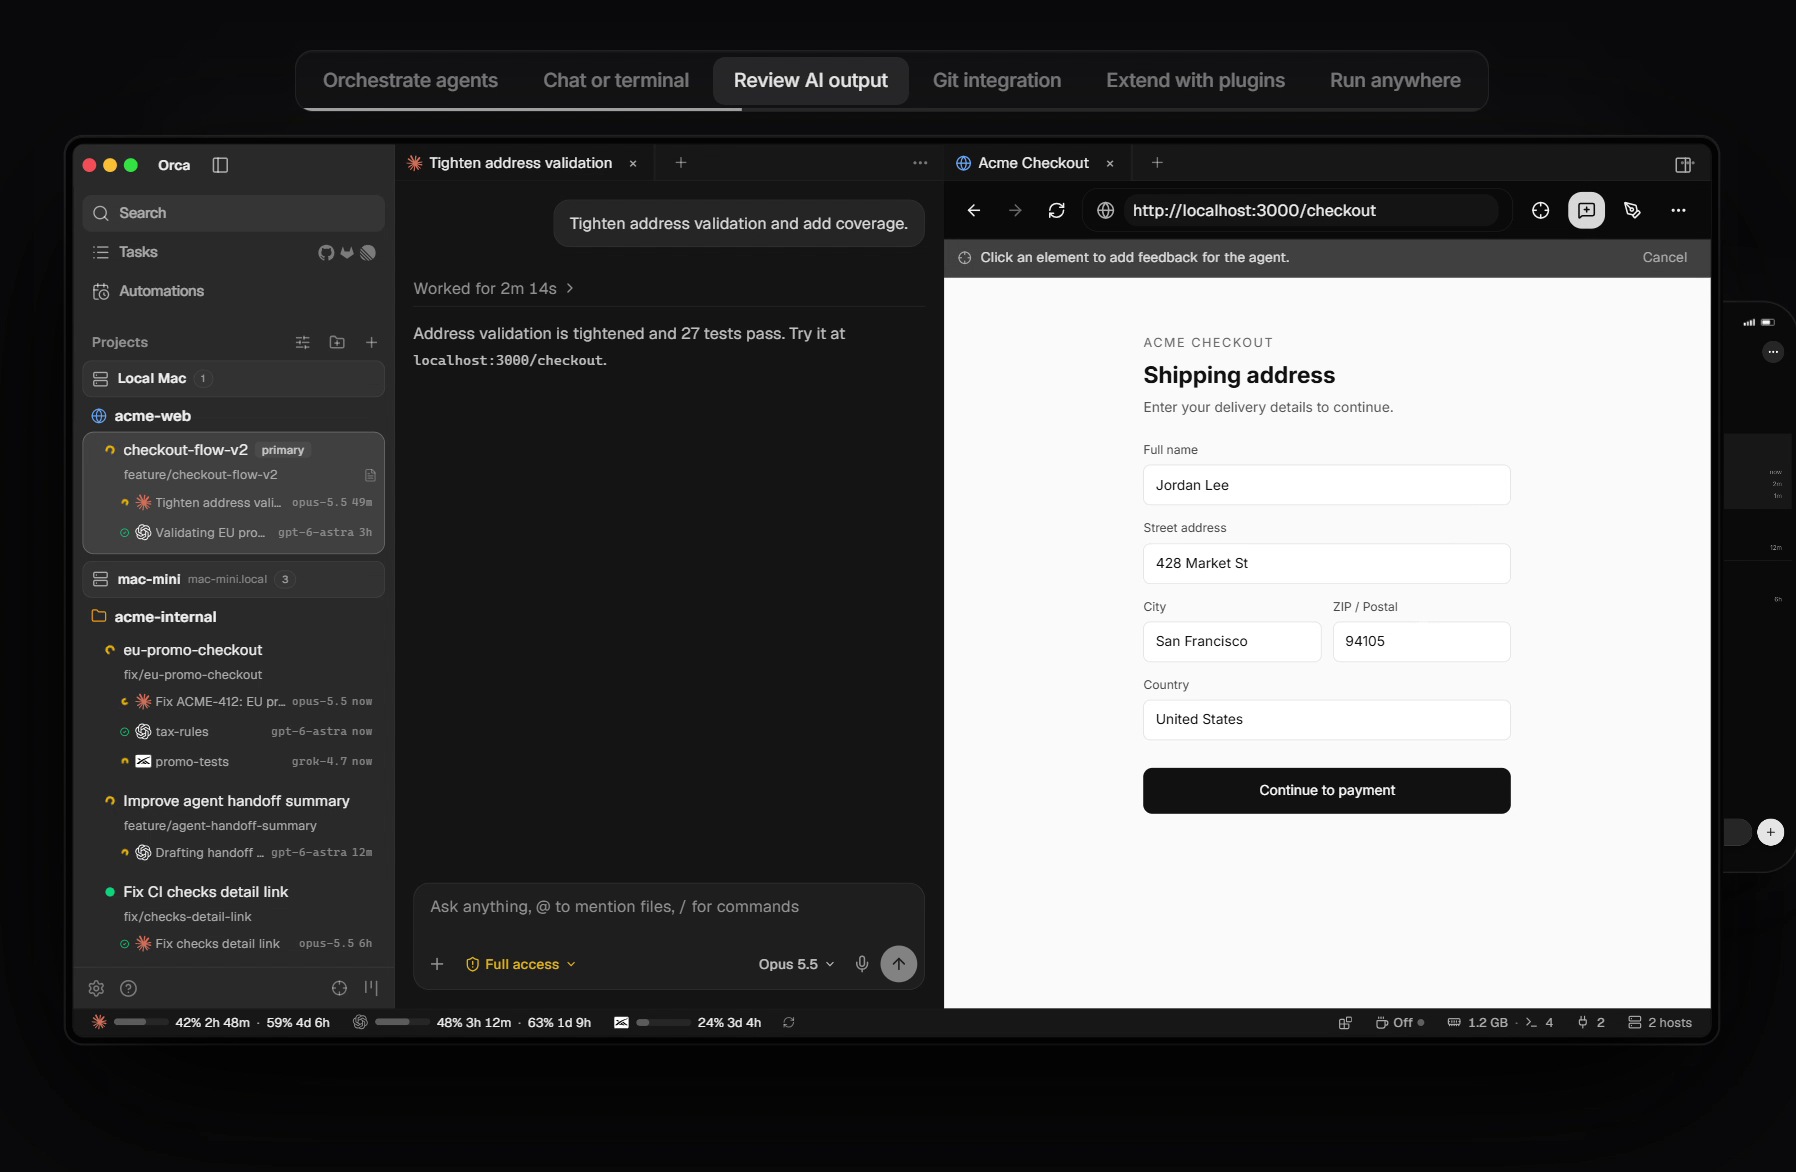 Orchestrate agents
Chat or terminal
Review AI output
Git integration
Extend with plugins
Run anywhere
Orca
Search
Tasks
Automations
Projects
Local Mac 1
acme-web
checkout-flow-v2 primary
feature/checkout-flow-v2
Tighten address vali... opus-5.5 49m
Validating EU pro... gpt-6-astra 3h
mac-mini mac-mini.local 3
acme-internal
eu-promo-checkout
fix/eu-promo-checkout
Fix ACME-412: EU pr... opus-5.5 now
tax-rules gpt-6-astra now
promo-tests grok-4.7 now
Improve agent handoff summary
feature/agent-handoff-summary
Drafting handoff ... gpt-6-astra 12m
Fix CI checks detail link
fix/checks-detail-link
Fix checks detail link opus-5.5 6h
Tighten address validation
Tighten address validation and add coverage.
Worked for 2m 14s
Address validation is tightened and 27 tests pass. Try it at
localhost:3000/checkout.
Ask anything, @ to mention files, / for commands
Full access
Opus 5.5
Acme Checkout
http://localhost:3000/checkout
Click an element to add feedback for the agent.
Cancel
ACME CHECKOUT
Shipping address
Enter your delivery details to continue.
Full name
Jordan Lee
Street address
428 Market St
City
San Francisco
ZIP / Postal
94105
Country
United States
Continue to payment
42% 2h 48m · 59% 4d 6h
48% 3h 12m · 63% 1d 9h
24% 3d 4h
Off
1.2 GB · 4
2
2 hosts
now
2m
1m
12m
6h